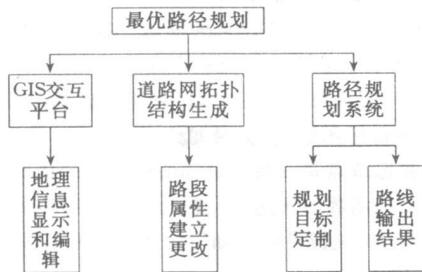 最优路径规划
GIS交互
平台
道路网拓扑
结构生成
路径规
划系统
地理
信息
显示
和编
辑
路段
属性
建立
更改
规划
目标
定制
路线
输出
结果